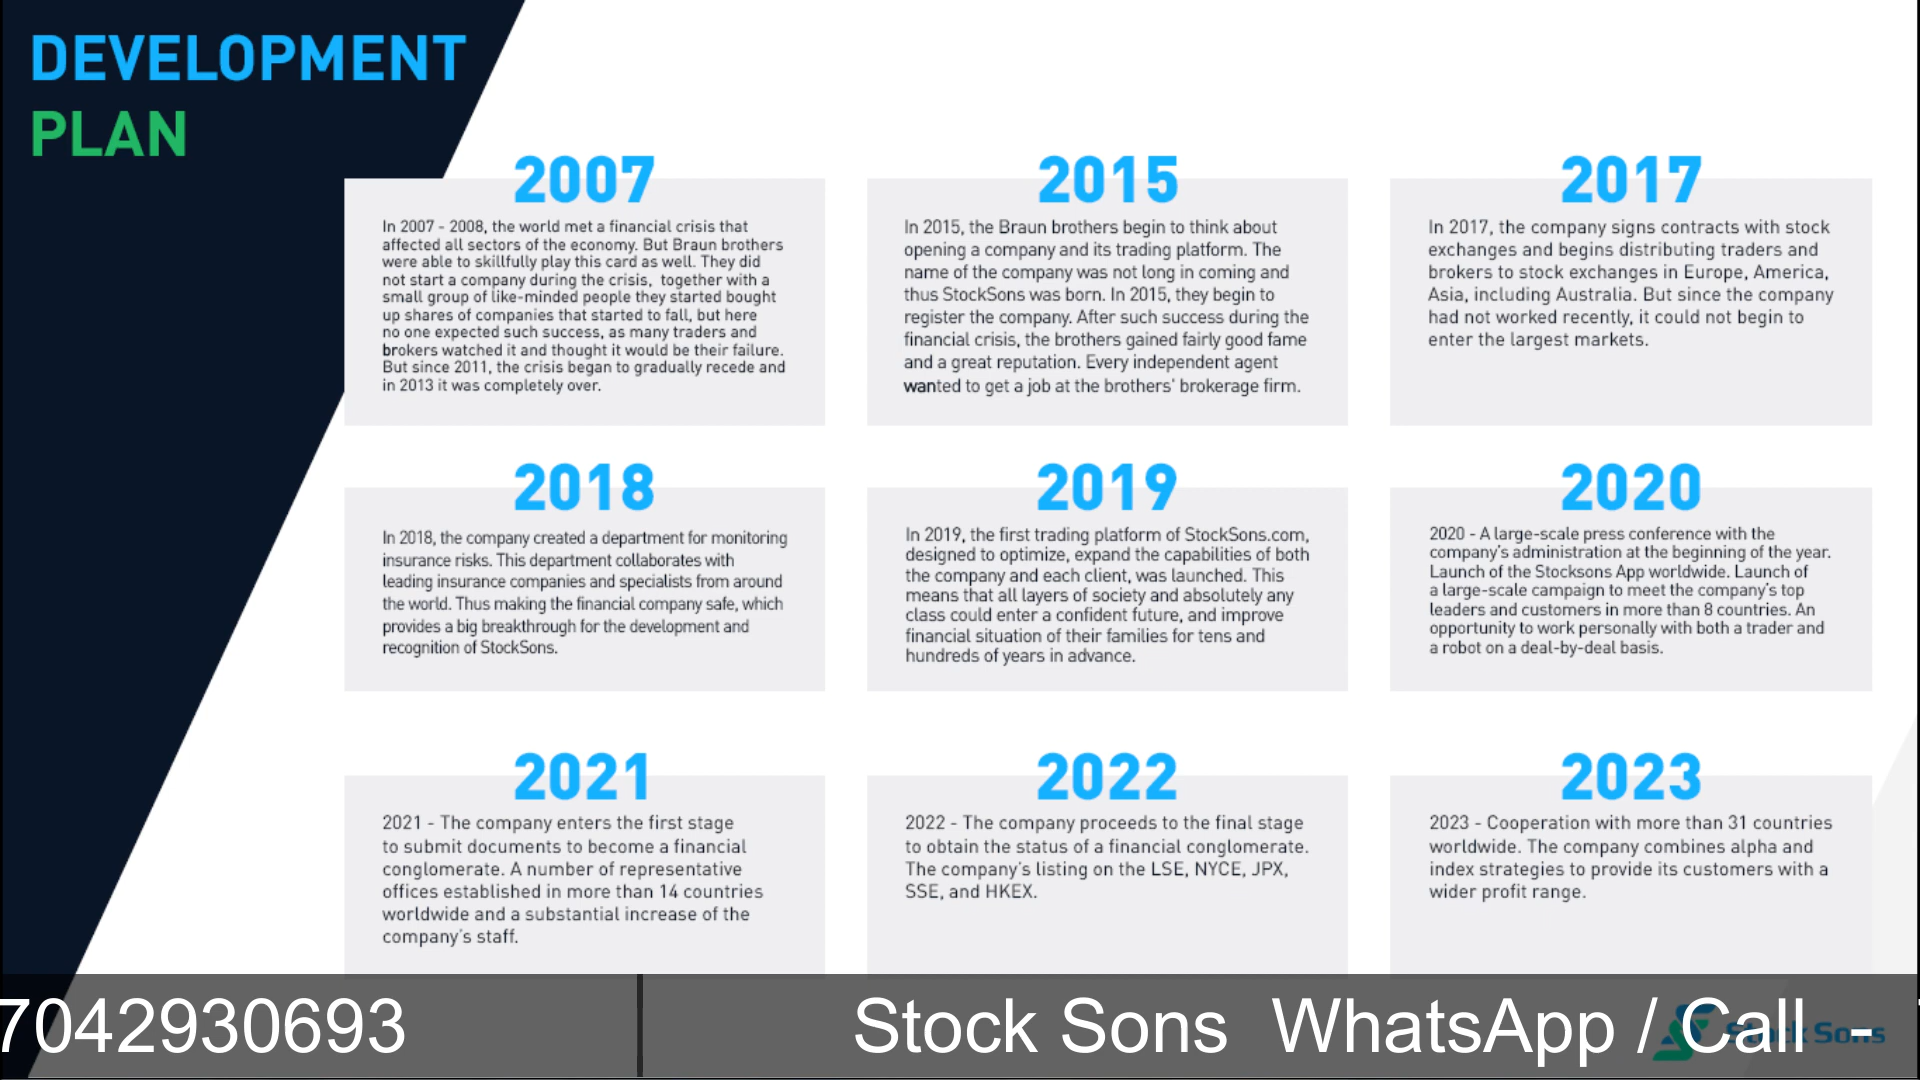 DEVELOPMENT
PLAN
2007
In 2007 - 2008, the world met a financial crisis that
affected all sectors of the economy. But Braun brothers
were able to skillfully play this card as well. They did
not start a company during the crisis, together with a
small group of like-minded people they started bought
up shares of companies that started to fall, but here
no one expected such success, as many traders and
brokers watched it and thought it would be their failure.
But since 2011, the crisis began to gradually recede and
in 2013 it was completely over.
2015
In 2015, the Braun brothers begin to think about
opening a company and its trading platform. The
name of the company was not long in coming and
thus StockSons was born. In 2015, they begin to
register the company. After such success during the
financial crisis, the brothers gained fairly good fame
and a great reputation. Every independent agent
wanted to get a job at the brothers' brokerage firm.
2017
In 2017, the company signs contracts with stock
exchanges and begins distributing traders and
brokers to stock exchanges in Europe, America,
Asia, including Australia. But since the company
had not worked recently, it could not begin to
enter the largest markets.
2018
In 2018, the company created a department for monitoring
insurance risks. This department collaborates with
leading insurance companies and specialists from around
the world. Thus making the financial company safe, which
provides a big breakthrough for the development and
recognition of StockSons.
2019
In 2019, the first trading platform of StockSons.com,
designed to optimize, expand the capabilities of both
the company and each client, was launched. This
means that all layers of society and absolutely any
class could enter a confident future, and improve
financial situation of their families for tens and
hundreds of years in advance.
2020
2020 - A large-scale press conference with the
company's administration at the beginning of the year.
Launch of the Stocksons App worldwide. Launch of
a large-scale campaign to meet the company's top
leaders and customers in more than 8 countries. An
opportunity to work personally with both a trader and
a robot on a deal-by-deal basis.
2021
2021 - The company enters the first stage
to submit documents to become a financial
conglomerate. A number of representative
offices established in more than 14 countries
worldwide and a substantial increase of the
company's staff.
2022
2022 - The company proceeds to the final stage
to obtain the status of a financial conglomerate.
The company's listing on the LSE, NYCE, JPX,
SSE, and HKEX.
2023
2023 - Cooperation with more than 31 countries
worldwide. The company combines alpha and
index strategies to provide its customers with a
wider profit range.
7042930693
Stock Sons WhatsApp / Call -
Stock Sons